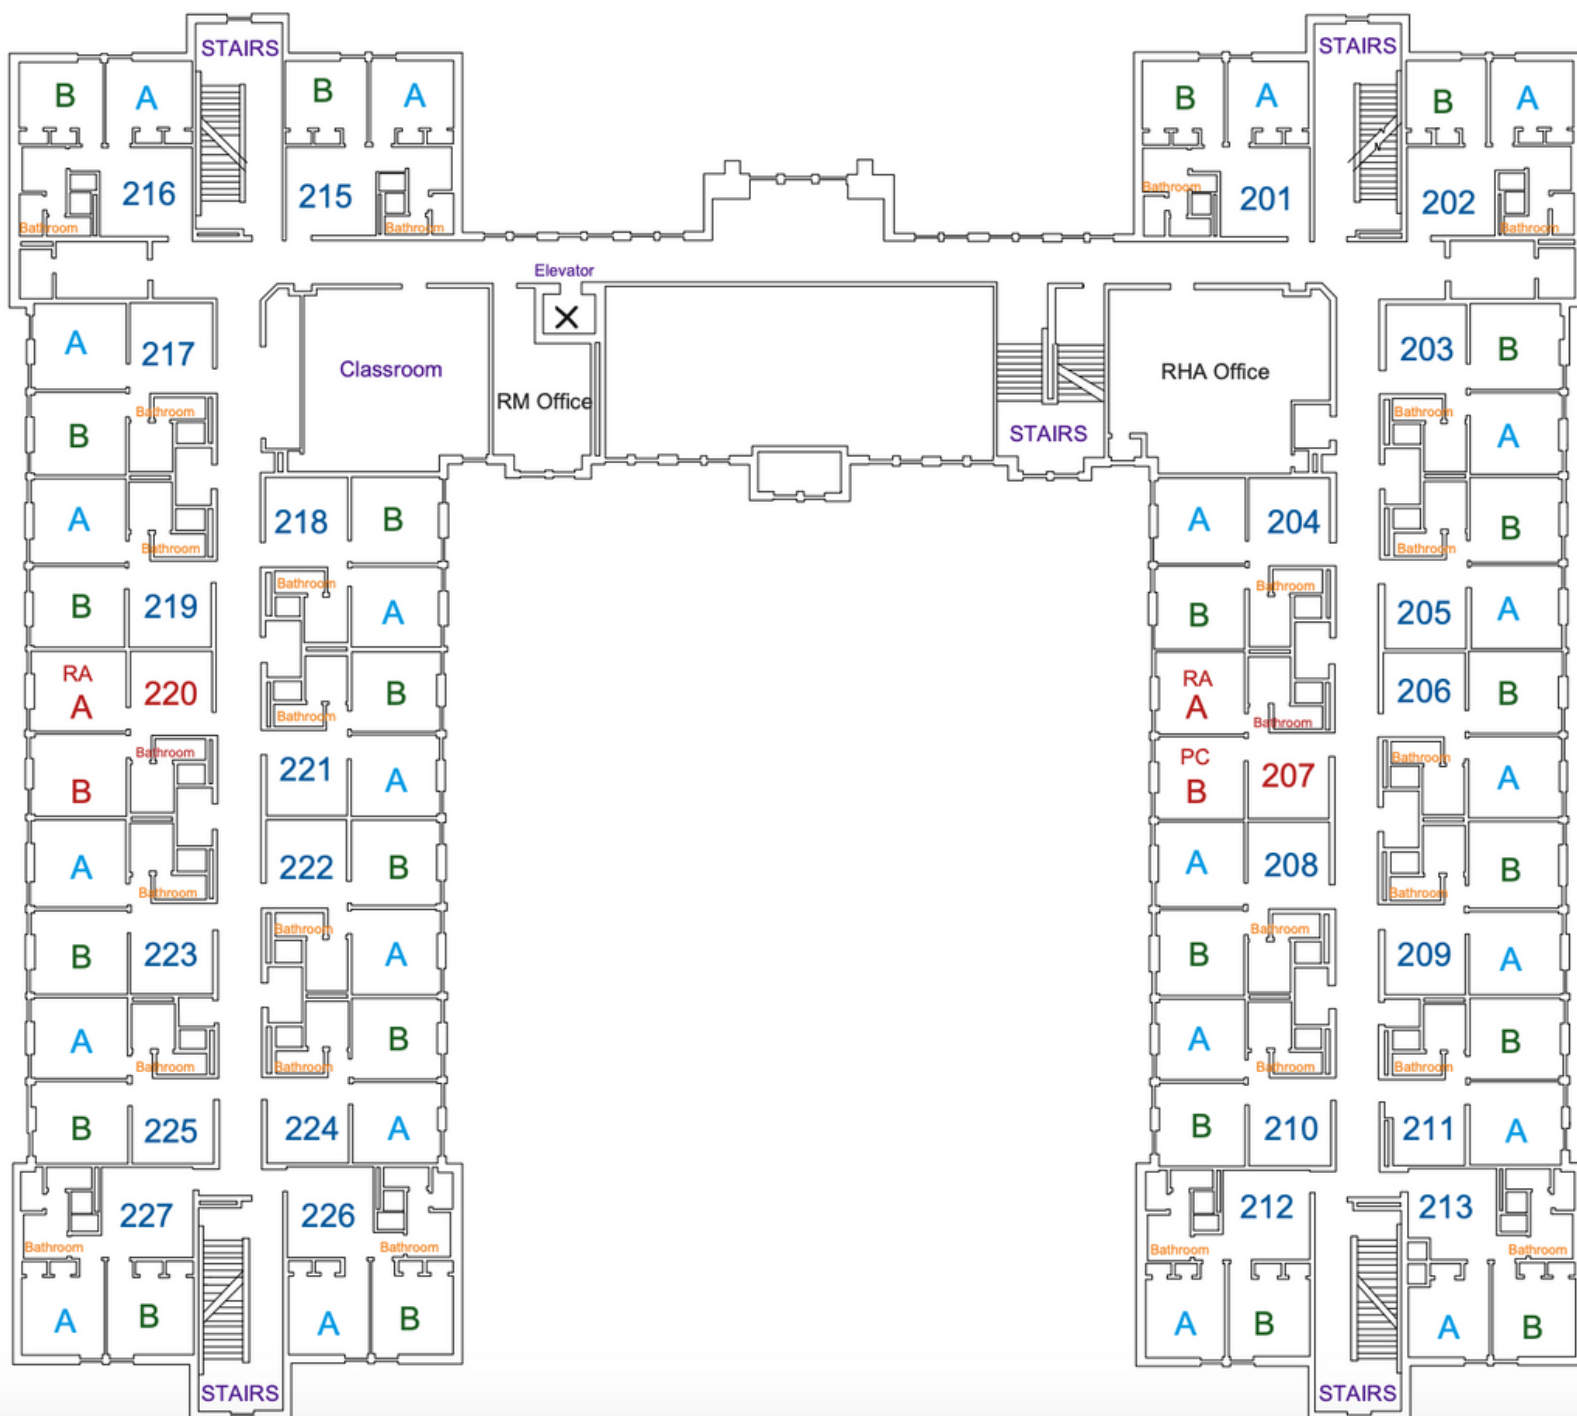 STAIRS
STAIRS
B
A
B
A
B
A
B
A
216
215
201
202
Bathroom
Bathroom
Bathroom
Bathroom
Elevator
A
217
Classroom
RM Office
STAIRS
RHA Office
203
B
Bathroom
B
Bathroom
A
A
Bathroom
218
B
A
204
Bathroom
B
B
219
Bathroom
A
Bathroom
B
205
A
RA
A
220
Bathroom
B
RA
A
Bathroom
206
B
Bathroom
B
221
A
PC
B
207
Bathroom
A
A
Bathroom
222
B
A
208
Bathroom
B
B
223
Bathroom
A
Bathroom
B
209
A
A
Bathroom
Bathroom
B
A
Bathroom
Bathroom
B
B
225
224
A
B
210
211
A
227
226
212
213
Bathroom
Bathroom
Bathroom
Bathroom
A
B
A
B
A
B
A
B
STAIRS
STAIRS